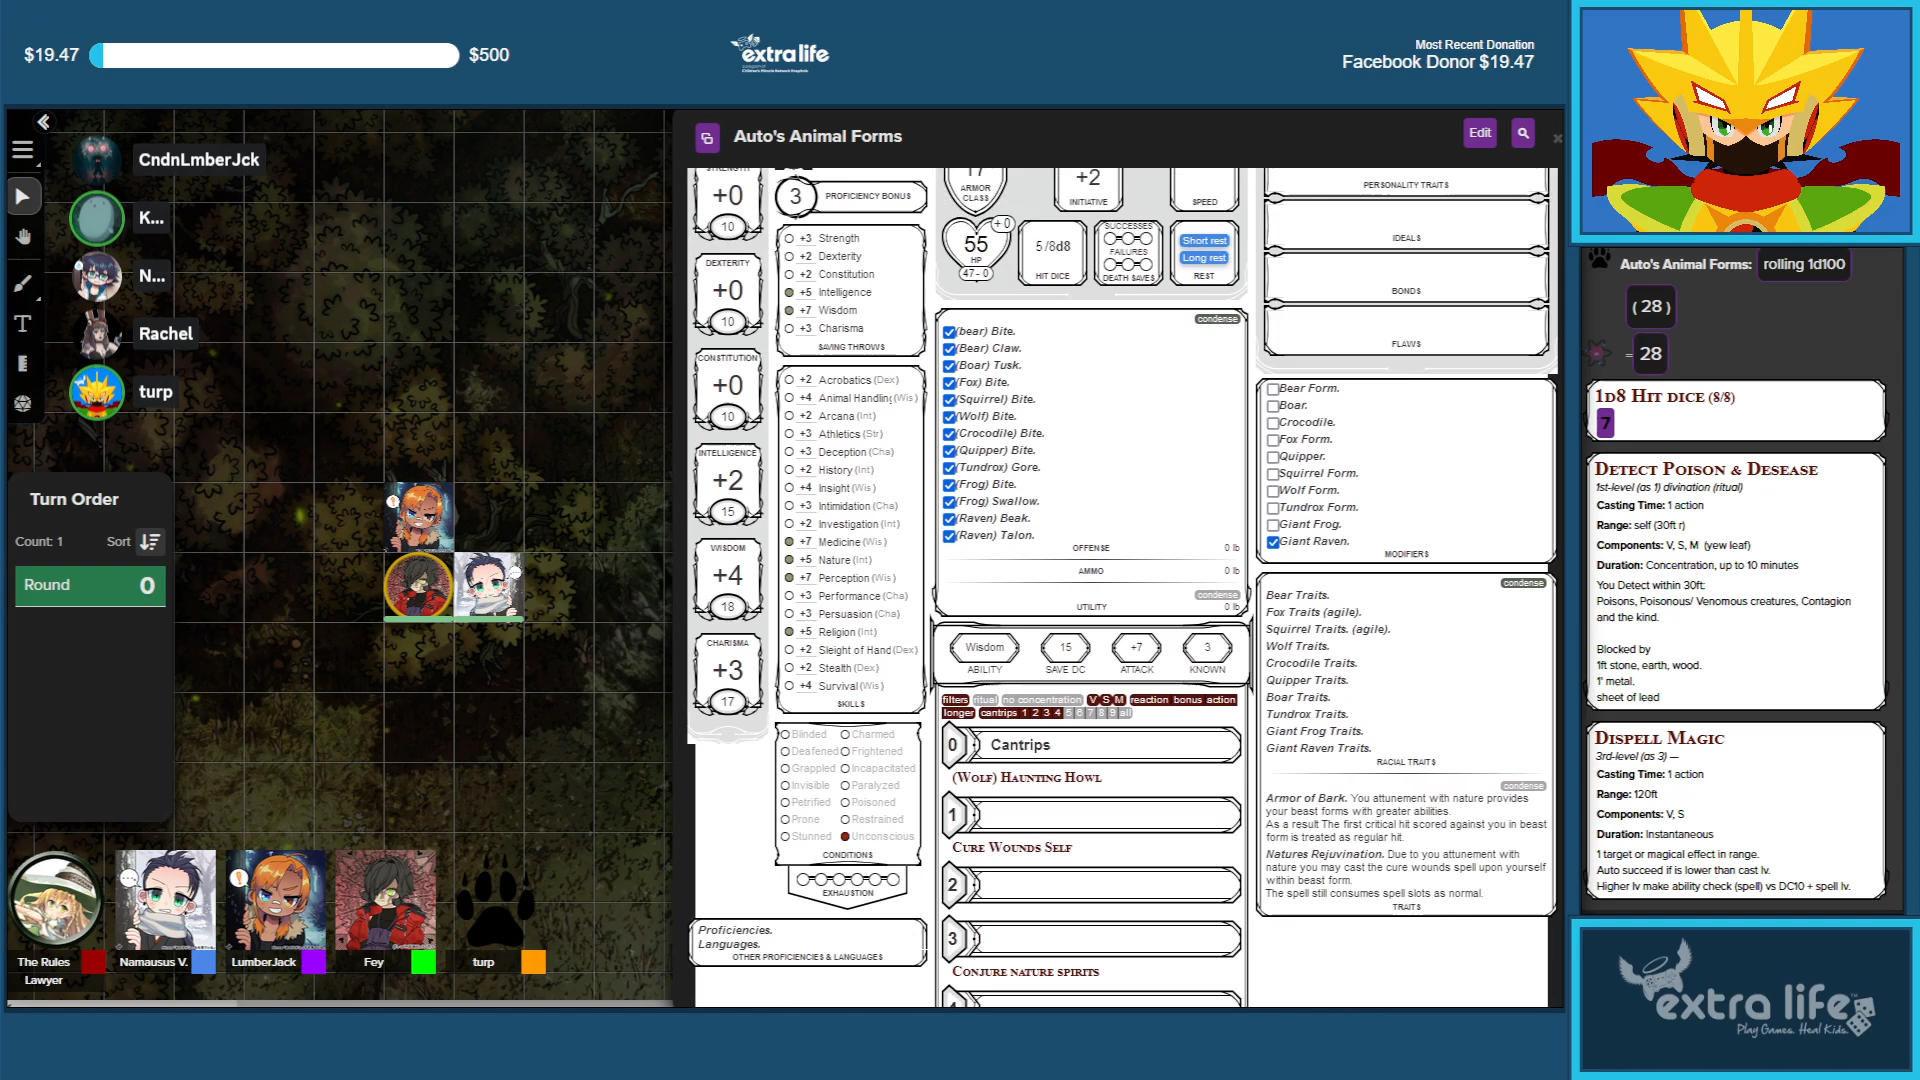 $19.47
$500
extra life
Most Recent Donation
Facebook Donor $19.47
CndnLmberJck
K...
N...
Rachel
turp
Turn Order
Count: 1
Sort
Round
0
The Rules Lawyer
Namausus V.
LumberJack
Fey
turp
Auto's Animal Forms
Edit
+0
10
DEXTERITY
+0
10
CONSTITUTION
+0
10
INTELLIGENCE
+2
15
WISDOM
+4
18
CHARISMA
+3
17
3
PROFICIENCY BONUS
+3 Strength
+2 Dexterity
+2 Constitution
+5 Intelligence
+7 Wisdom
+3 Charisma
SAVING THROWS
+2 Acrobatics (Dex)
+4 Animal Handling (Wis)
+2 Arcana (Int)
+3 Athletics (Str)
+3 Deception (Cha)
+2 History (Int)
+4 Insight (Wis)
+3 Intimidation (Cha)
+2 Investigation (Int)
+7 Medicine (Wis)
+5 Nature (Int)
+7 Perception (Wis)
+3 Performance (Cha)
+3 Persuasion (Cha)
+5 Religion (Int)
+2 Sleight of Hand (Dex)
+2 Stealth (Dex)
+4 Survival (Wis)
SKILLS
Blinded
Charmed
Deafened
Frightened
Grappled
Incapacitated
Invisible
Paralyzed
Petrified
Poisoned
Prone
Restrained
Stunned
Unconscious
CONDITIONS
EXHAUSTION
Proficiencies.
Languages.
OTHER PROFICIENCIES & LANGUAGES
17
ARMOR CLASS
+2
INITIATIVE
SPEED
+0
55
HP
47 - 0
5/8d8
HIT DICE
SUCCESSES
FAILURES
DEATH SAVES
Short rest
Long rest
REST
condense
(bear) Bite.
(Bear) Claw.
(Boar) Tusk.
(Fox) Bite.
(Squirrel) Bite.
(Wolf) Bite.
(Crocodile) Bite.
(Quipper) Bite.
(Tundrox) Gore.
(Frog) Bite.
(Frog) Swallow.
(Raven) Beak.
(Raven) Talon.
OFFENSE 0 lb
AMMO 0 lb
condense
UTILITY 0 lb
Wisdom
ABILITY
15
SAVE DC
+7
ATTACK
3
KNOWN
filters ritual no concentration V S M reaction bonus action
longer cantrips 1 2 3 4 5 6 7 8 9 all
0 Cantrips
(Wolf) Haunting Howl
1
Cure Wounds Self
2
3
Conjure nature spirits
PERSONALITY TRAITS
IDEALS
BONDS
FLAWS
Bear Form.
Boar.
Crocodile.
Fox Form.
Quipper.
Squirrel Form.
Wolf Form.
Tundrox Form.
Giant Frog.
Giant Raven.
MODIFIERS
condense
Bear Traits.
Fox Traits (agile).
Squirrel Traits. (agile).
Wolf Traits.
Crocodile Traits.
Quipper Traits.
Boar Traits.
Tundrox Traits.
Giant Frog Traits.
Giant Raven Traits.
RACIAL TRAITS
condense
Armor of Bark. You attunement with nature provides
your beast forms with greater abilities.
As a result The first critical hit scored against you in beast
form is treated as regular hit.
Natures Rejuvination. Due to you attunement with
nature you may cast the cure wounds spell upon yourself
within beast form.
The spell still consumes spell slots as normal.
TRAITS
Auto's Animal Forms: rolling 1d100
( 28 )
= 28
1d8 Hit dice (8/8)
7
Detect Poison & Desease
1st-level (as 1) divination (ritual)
Casting Time: 1 action
Range: self (30ft r)
Components: V, S, M (yew leaf)
Duration: Concentration, up to 10 minutes
You Detect within 30ft:
Poisons, Poisonous/ Venomous creatures, Contagion
and the kind.
Blocked by
1ft stone, earth, wood.
1' metal.
sheet of lead
Dispell Magic
3rd-level (as 3) —
Casting Time: 1 action
Range: 120ft
Components: V, S
Duration: Instantaneous
1 target or magical effect in range.
Auto succeed if is lower than cast lv.
Higher lv make ability check (spell) vs DC10 + spell lv.
extra life
Play Games. Heal Kids.